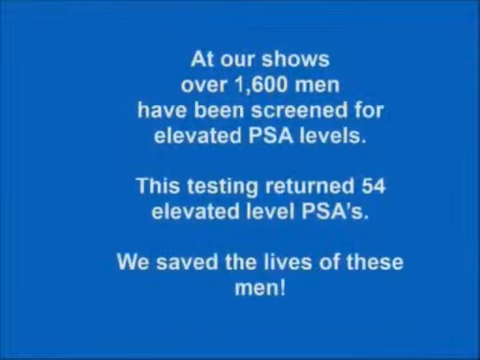 At our shows
over 1,600 men
have been screened for
elevated PSA levels.
This testing returned 54
elevated level PSA's.
We saved the lives of these
men!